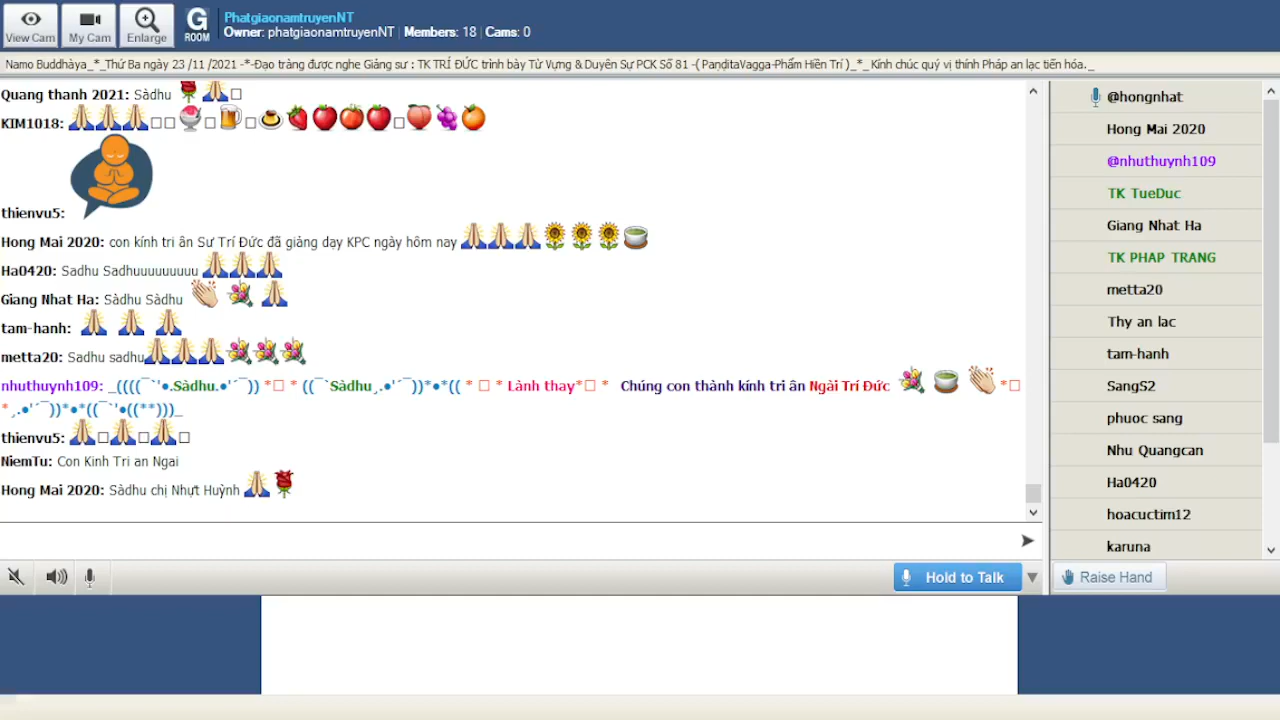 View Cam
My Cam
Enlarge
G
ROOM
PhatgiaonamtruyenNT
Owner: phatgiaonamtruyenNT | Members: 18 | Cams: 0
Namo Buddhàya_*_Thứ Ba ngày 23 /11 /2021 -*-Đạo tràng được nghe Giảng sư : TK TRÍ ĐỨC trình bày Từ Vựng & Duyên Sự PCK Số 81 -( PaṇḍitaVagga-Phẩm Hiền Trí )_*_ Kính chúc quý vị thính Pháp an lạc tiến hóa._
Quang thanh 2021: Sàdhu 🌹🙏□
KIM1018: 🙏🙏🙏□□🍨□🍺□🍮🍓🍎🍅🍎□🍑🍇🍊
thienvu5:
Hong Mai 2020: con kính tri ân Sư Trí Đức đã giảng dạy KPC ngày hôm nay 🙏🙏🙏🌻🌻🌻🍵
Ha0420: Sadhu Sadhuuuuuuuuu 🙏🙏🙏
Giang Nhat Ha: Sàdhu Sàdhu 👏 💐 🙏
tam-hanh: 🙏 🙏 🙏
metta20: Sadhu sadhu🙏🙏🙏💐💐💐
nhuthuynh109: _((((¯`'●.Sàdhu.●'´¯)) *□ * ((¯`Sàdhu¸.●'´¯))*●*(( * □ * Lành thay*□ * Chúng con thành kính tri ân Ngài Trí Đức 💐 🍵 👏 *□
*¸.●'´¯))*●*((¯`'●((**)))_
thienvu5: 🙏□🙏□🙏□
NiemTu: Con Kinh Tri an Ngai
Hong Mai 2020: Sàdhu chị Nhựt Huỳnh 🙏🌹
Hold to Talk
@hongnhat
Hong Mai 2020
@nhuthuynh109
TK TueDuc
Giang Nhat Ha
TK PHAP TRANG
metta20
Thy an lac
tam-hanh
SangS2
phuoc sang
Nhu Quangcan
Ha0420
hoacuctim12
karuna
Raise Hand